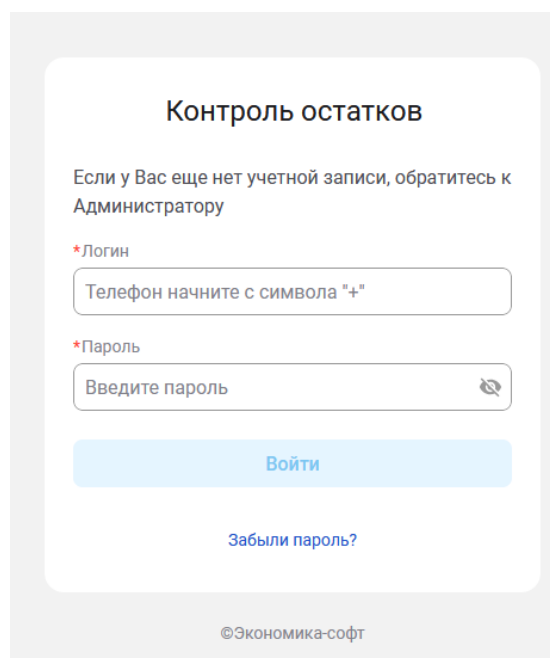 Контроль остатков
Если у Вас еще нет учетной записи, обратитесь к
Администратору
*Логин
Телефон начните с символа "+"
*Пароль
Введите пароль
Войти
Забыли пароль?
©Экономика-софт